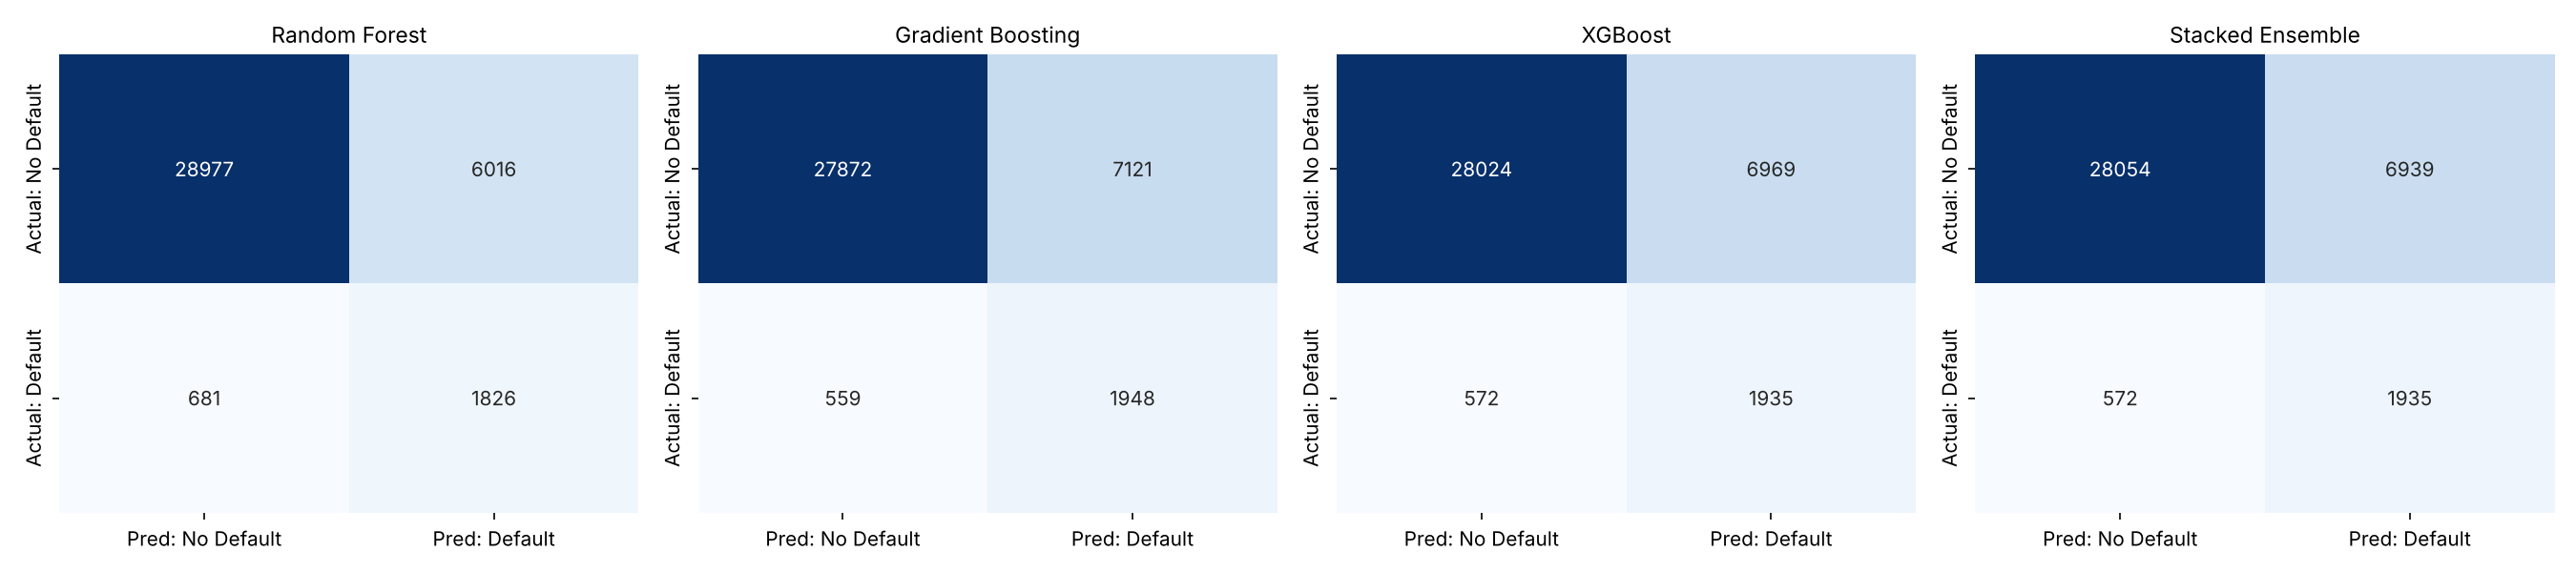 Random Forest
Actual: No Default
28977
6016
Actual: Default
681
1826
Pred: No Default
Pred: Default
Gradient Boosting
Actual: No Default
27872
7121
Actual: Default
559
1948
Pred: No Default
Pred: Default
XGBoost
Actual: No Default
28024
6969
Actual: Default
572
1935
Pred: No Default
Pred: Default
Stacked Ensemble
Actual: No Default
28054
6939
Actual: Default
572
1935
Pred: No Default
Pred: Default